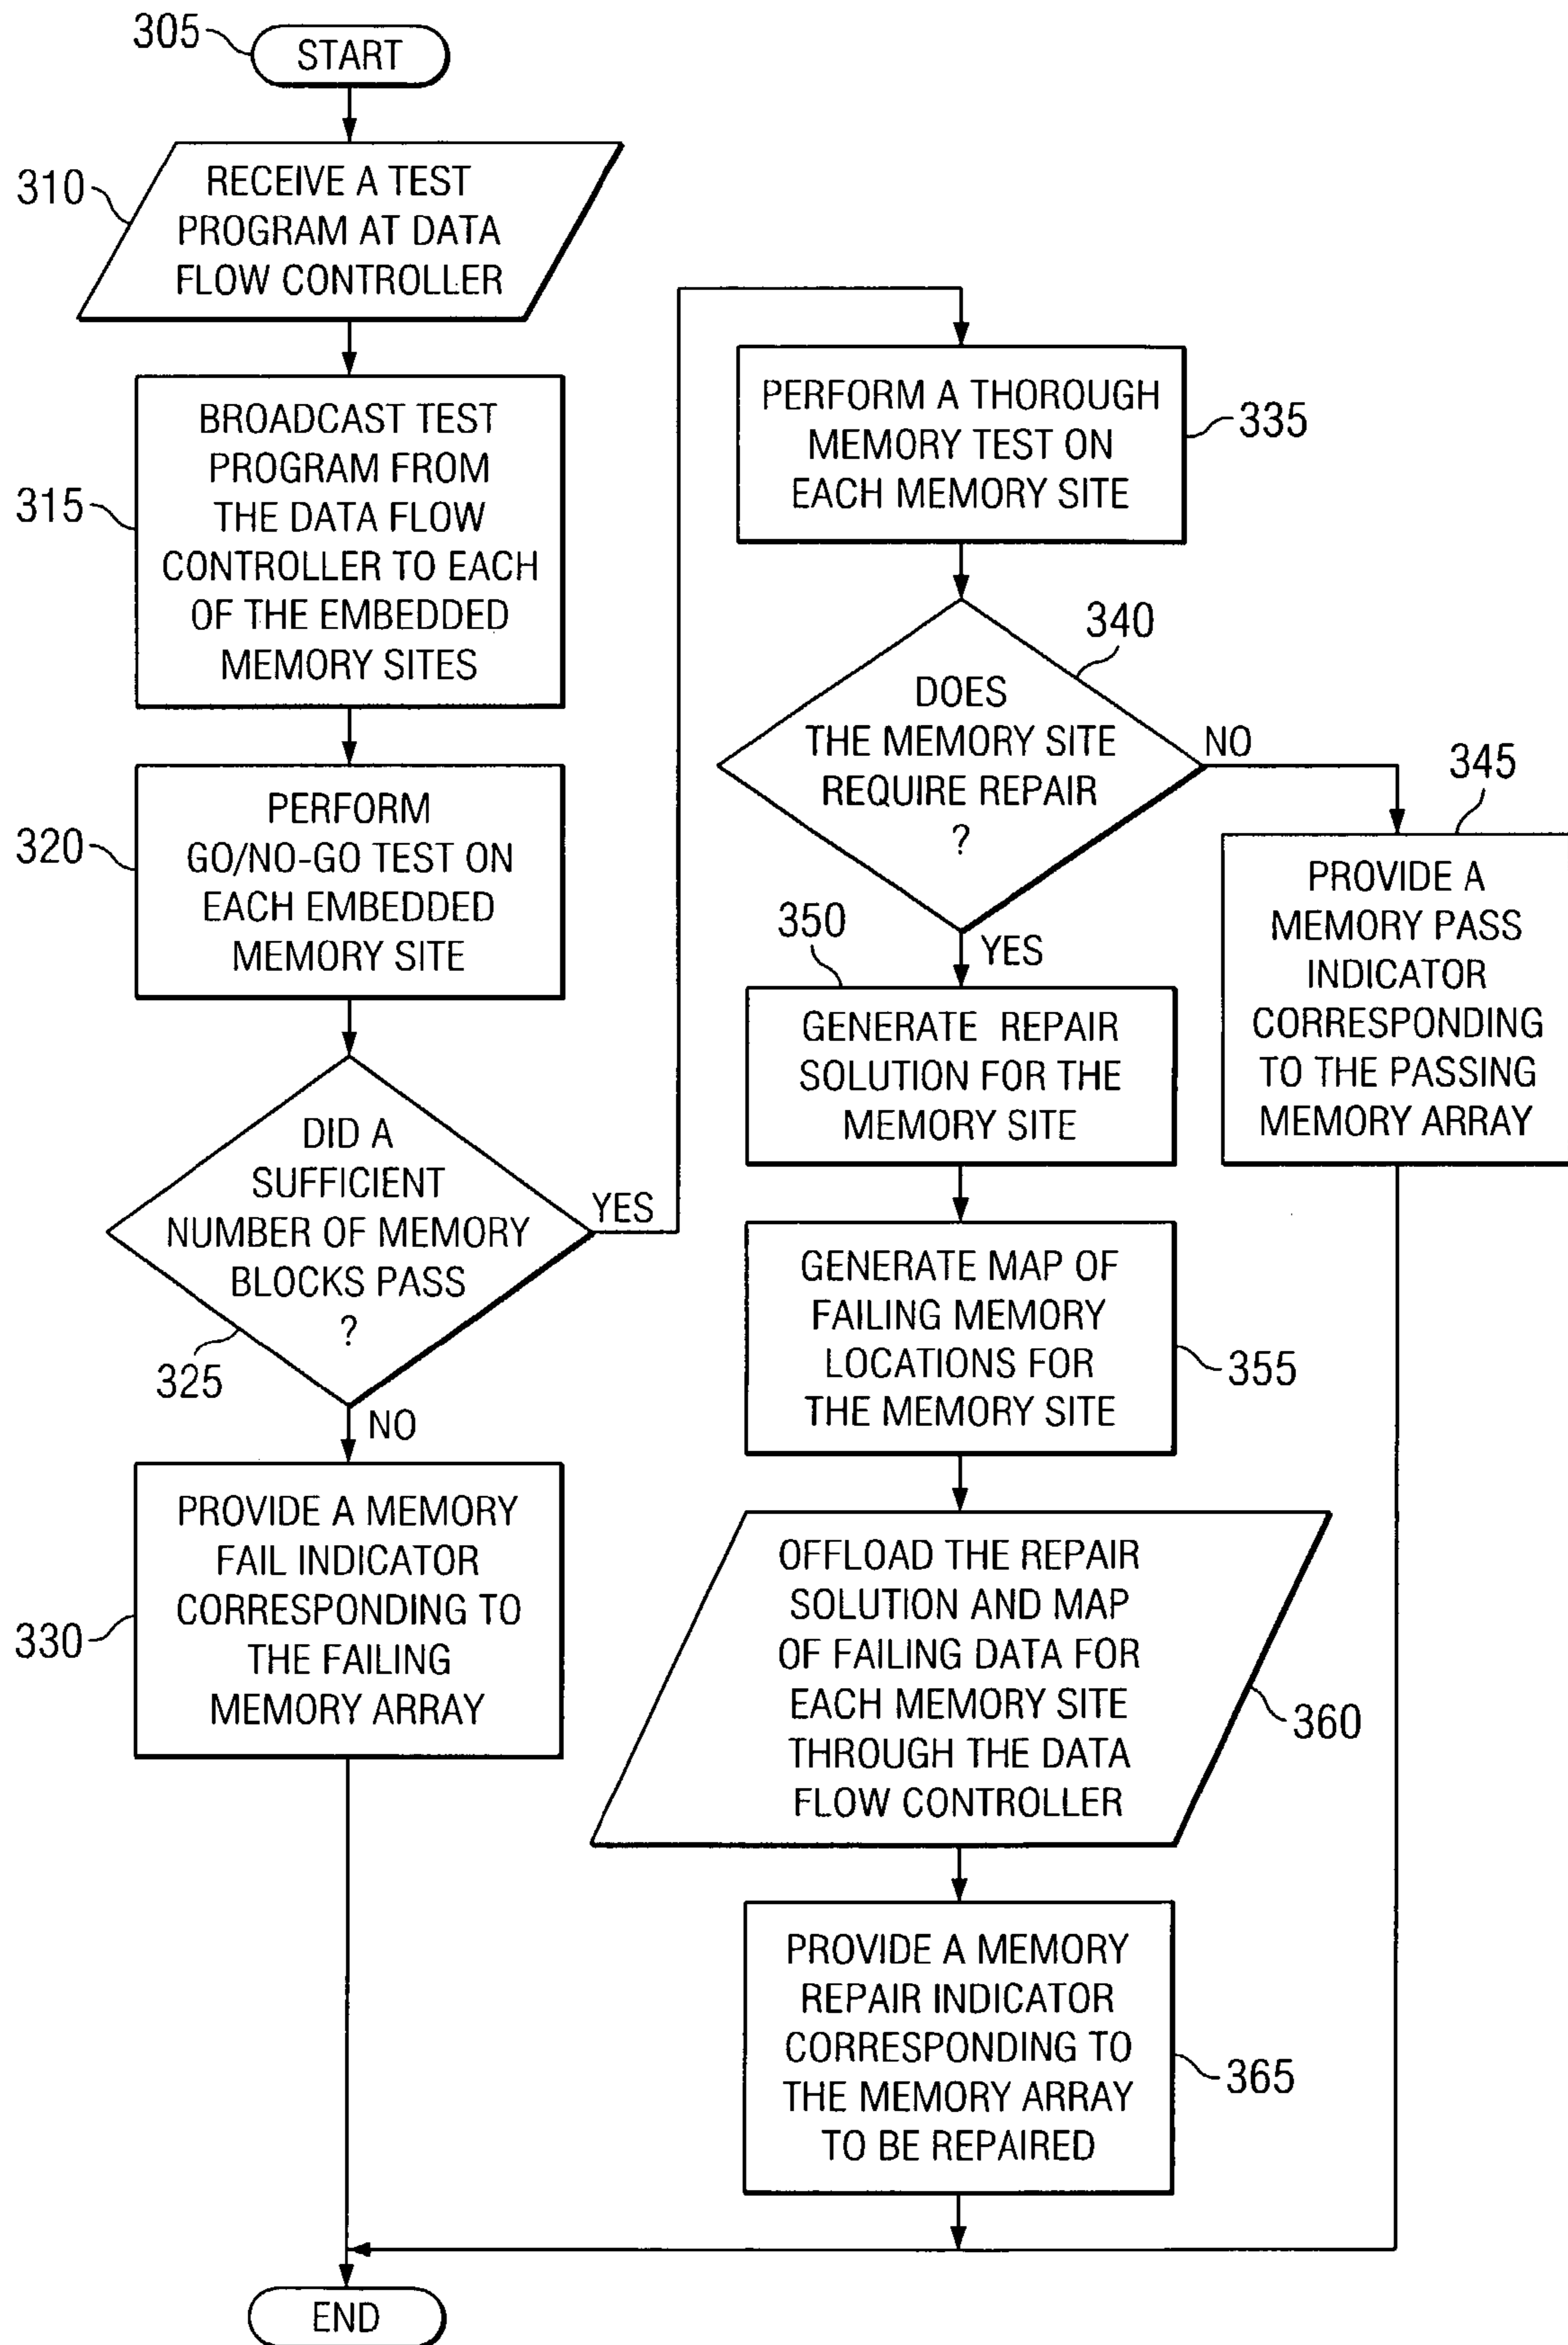 305
START
310
RECEIVE A TEST
PROGRAM AT DATA
FLOW CONTROLLER
315
BROADCAST TEST
PROGRAM FROM
THE DATA FLOW
CONTROLLER TO EACH
OF THE EMBEDDED
MEMORY SITES
320
PERFORM
GO/NO-GO TEST ON
EACH EMBEDDED
MEMORY SITE
DID A
SUFFICIENT
NUMBER OF MEMORY
BLOCKS PASS
?
325
YES
NO
330
PROVIDE A MEMORY
FAIL INDICATOR
CORRESPONDING TO
THE FAILING
MEMORY ARRAY
PERFORM A THOROUGH
MEMORY TEST ON
EACH MEMORY SITE
335
340
DOES
THE MEMORY SITE
REQUIRE REPAIR
?
NO
YES
345
PROVIDE A
MEMORY PASS
INDICATOR
CORRESPONDING
TO THE PASSING
MEMORY ARRAY
350
GENERATE REPAIR
SOLUTION FOR THE
MEMORY SITE
GENERATE MAP OF
FAILING MEMORY
LOCATIONS FOR
THE MEMORY SITE
355
OFFLOAD THE REPAIR
SOLUTION AND MAP
OF FAILING DATA FOR
EACH MEMORY SITE
THROUGH THE DATA
FLOW CONTROLLER
360
PROVIDE A MEMORY
REPAIR INDICATOR
CORRESPONDING TO
THE MEMORY ARRAY
TO BE REPAIRED
365
END